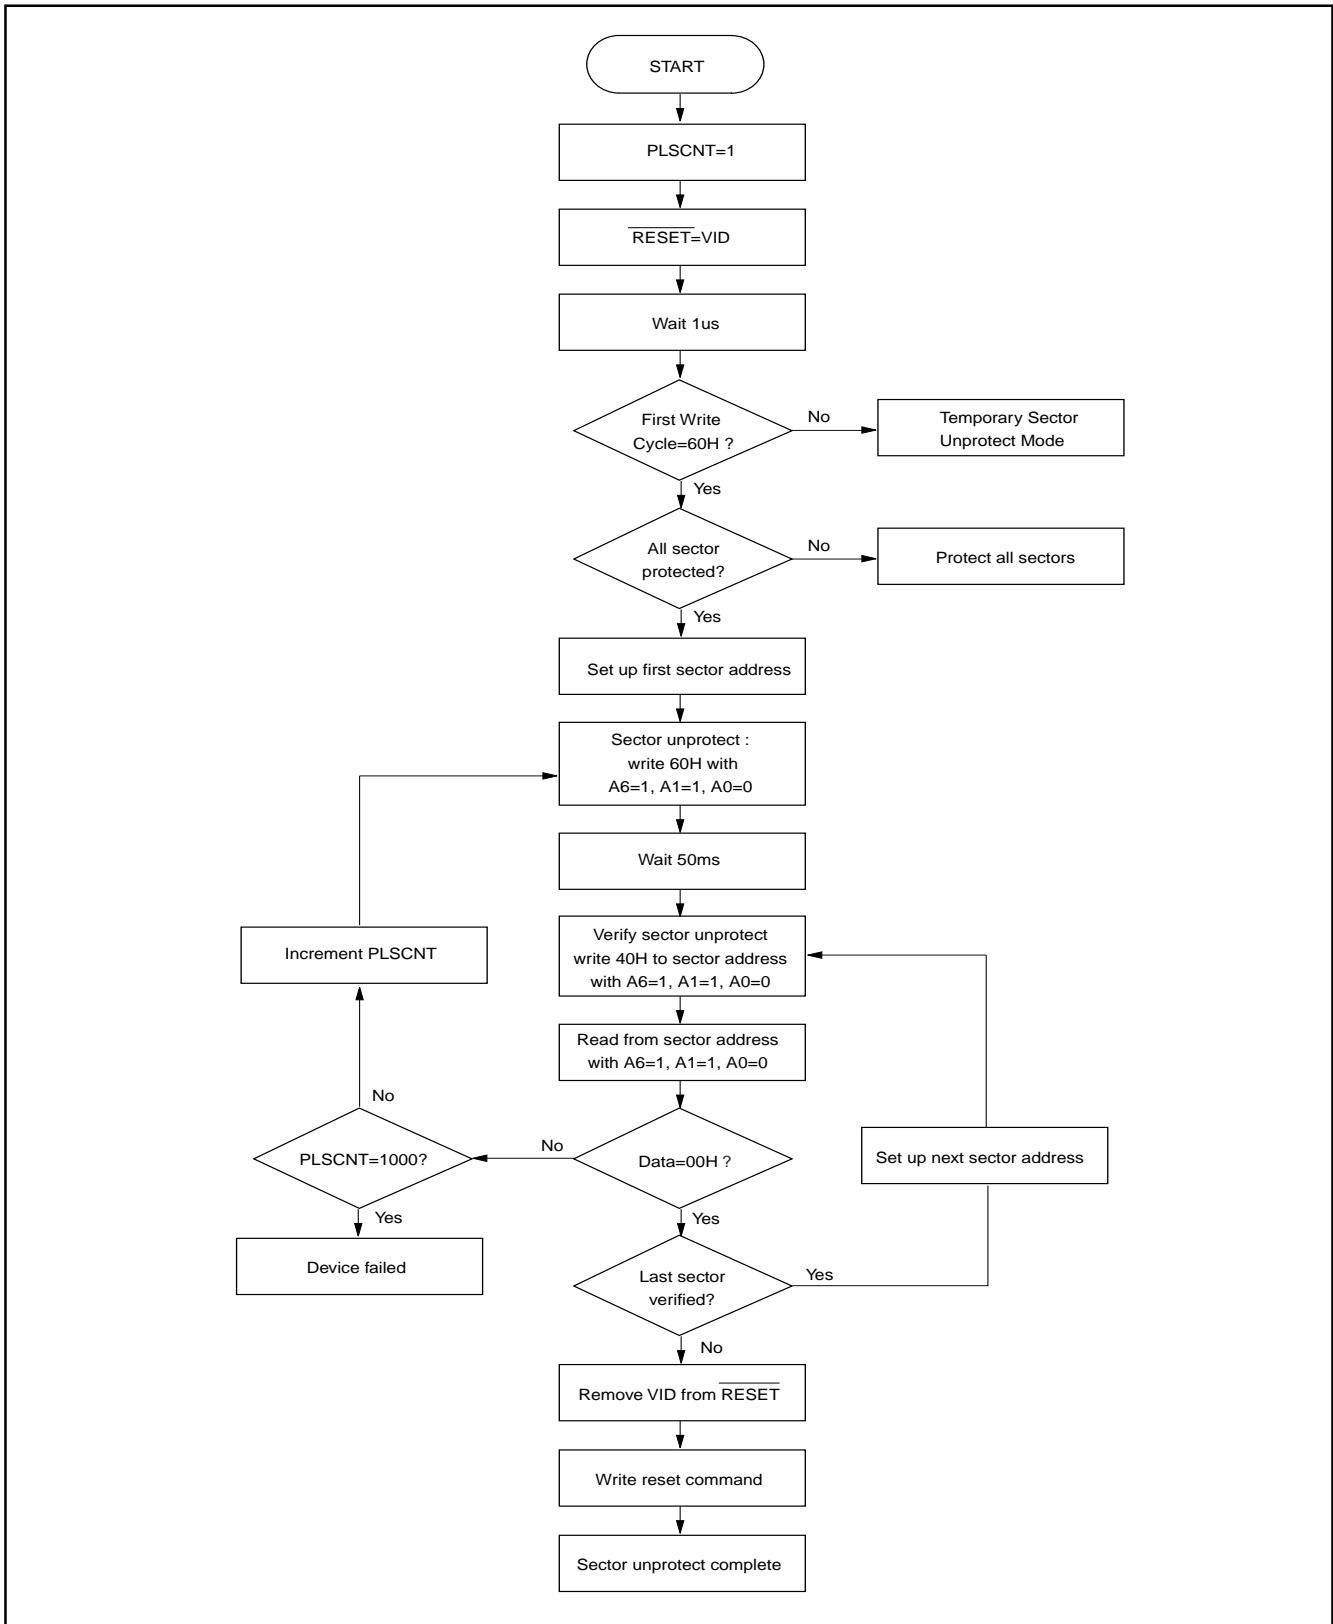 START
PLSCNT=1
RESET=VID
Wait 1us
First Write
Cycle=60H ?
No
Temporary Sector
Unprotect Mode
Yes
All sector
protected?
No
Protect all sectors
Yes
Set up first sector address
Sector unprotect :
write 60H with
A6=1, A1=1, A0=0
Wait 50ms
Increment PLSCNT
Verify sector unprotect
write 40H to sector address
with A6=1, A1=1, A0=0
Read from sector address
with A6=1, A1=1, A0=0
No
PLSCNT=1000?
No
Data=00H ?
Set up next sector address
Yes
Yes
Device failed
Last sector
verified?
Yes
No
Remove VID from RESET
Write reset command
Sector unprotect complete